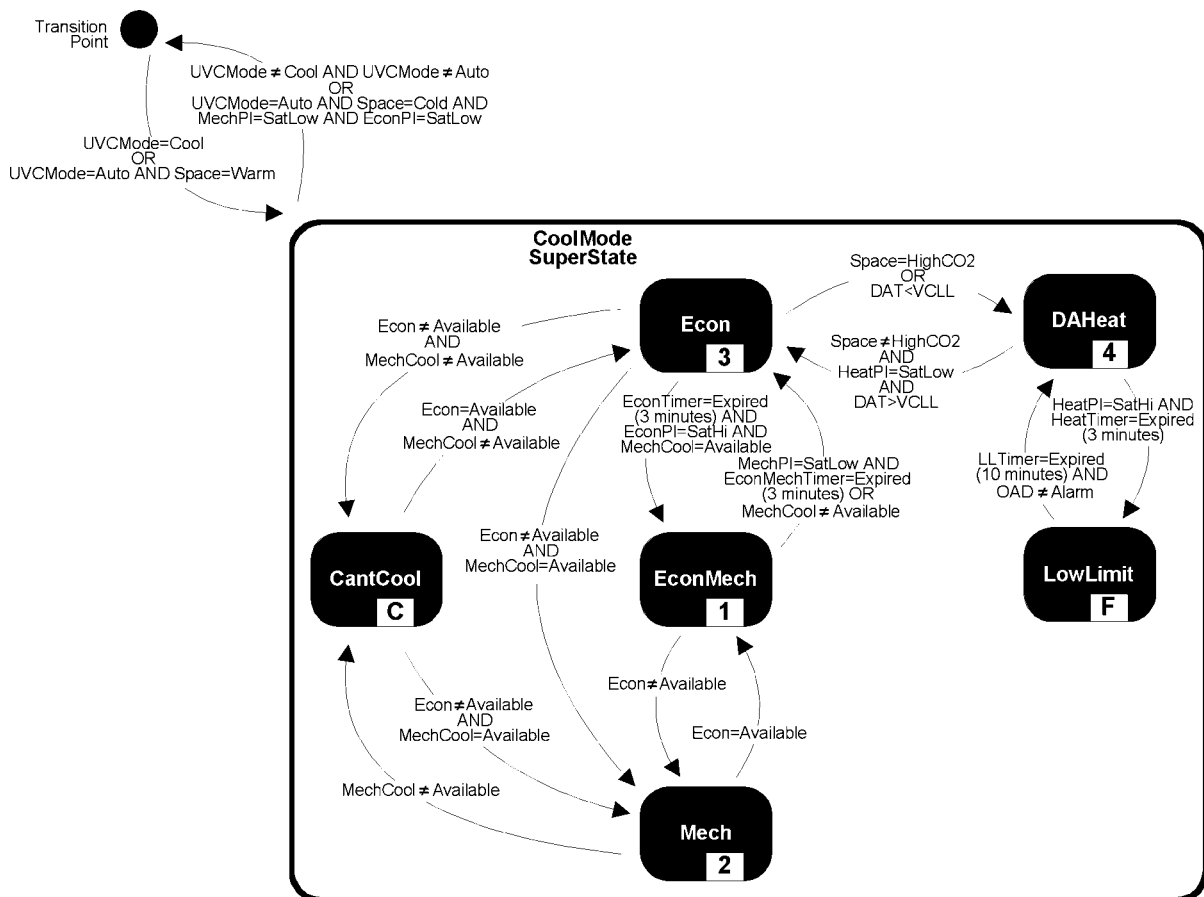 Transition
Point
UVCMode≠Cool AND UVCMode≠Auto
OR
UVCMode=Auto AND Space=Cold AND
MechPI=SatLow AND EconPI=SatLow
UVCMode=Cool
OR
UVCMode=Auto AND Space=Warm
CoolMode
SuperState
Space=HighCO2
OR
DAT<VCLL
Econ
3
DAHeat
4
Econ≠Available
AND
MechCool≠Available
Space≠HighCO2
AND
HeatPI=SatLow
AND
DAT>VCLL
Econ=Available
AND
MechCool≠Available
EconTimer=Expired
(3 minutes) AND
EconPI=SatHi AND
MechCool=Available
HeatPI=SatHi AND
HeatTimer=Expired
(3 minutes)
MechPI=SatLow AND
EconMechTimer=Expired
(3 minutes) OR
MechCool≠Available
LLTimer=Expired
(10 minutes) AND
OAD≠Alarm
Econ≠Available
AND
MechCool=Available
CantCool
C
EconMech
1
LowLimit
F
Econ≠Available
Econ≠Available
AND
MechCool=Available
Econ=Available
MechCool≠Available
Mech
2